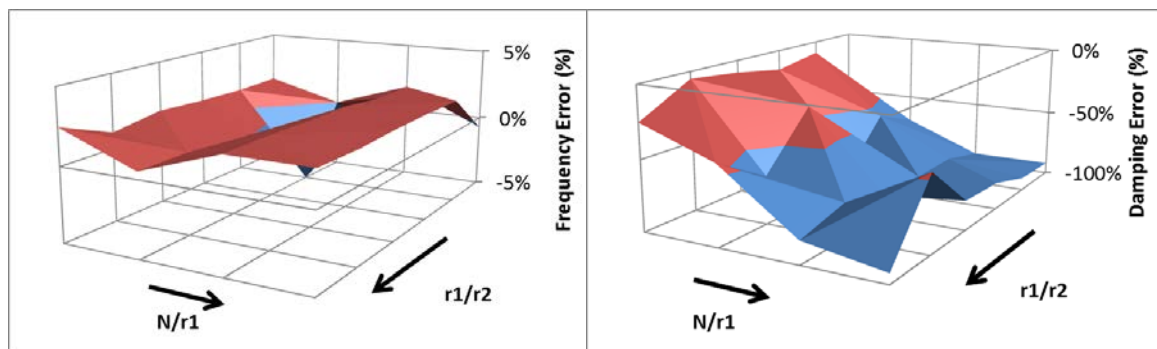 5%
0%
-5%
Frequency Error (%)
N/r1
r1/r2
0%
-50%
-100%
Damping Error (%)
N/r1
r1/r2